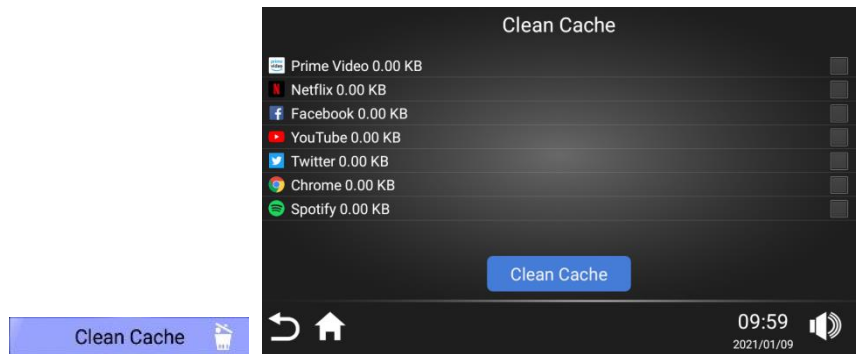 Clean Cache
Prime Video 0.00 KB
Netflix 0.00 KB
Facebook 0.00 KB
YouTube 0.00 KB
Twitter 0.00 KB
Chrome 0.00 KB
Spotify 0.00 KB
Clean Cache
09:59
2021/01/09
Clean Cache